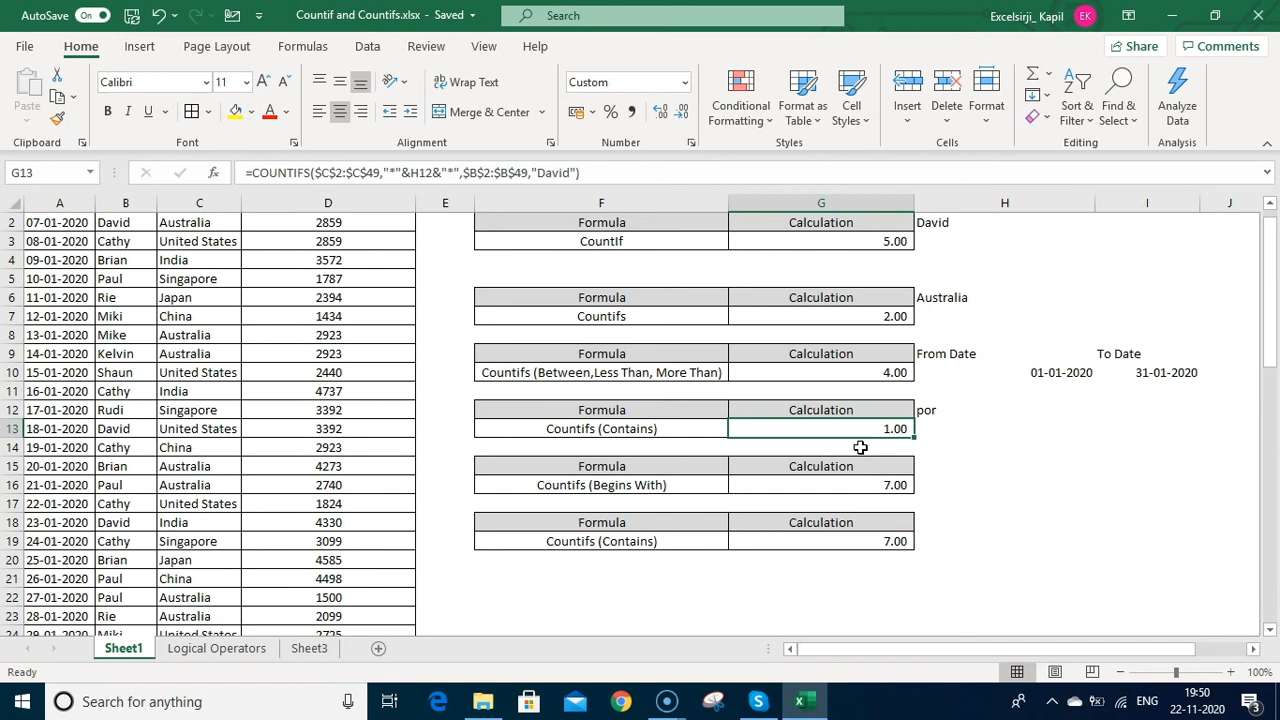 AutoSave On Countif and Countifs.xlsx - Saved Search Excelsirji_ Kapil EK
File Home Insert Page Layout Formulas Data Review View Help Share Comments
Paste Calibri 11 A A Wrap Text Custom Conditional Formatting Format as Table Cell Styles Insert Delete Format Sort & Filter Find & Select Analyze Data
B I U A Merge & Center % ,
Clipboard Font Alignment Number Styles Cells Editing Analysis
G13 fx =COUNTIFS($C$2:$C$49,"*"&H12&"*",$B$2:$B$49,"David")
A B C D E F G H I J
2 07-01-2020 David Australia 2859 Formula Calculation David
3 08-01-2020 Cathy United States 2859 CountIf 5.00
4 09-01-2020 Brian India 3572
5 10-01-2020 Paul Singapore 1787
6 11-01-2020 Rie Japan 2394 Formula Calculation Australia
7 12-01-2020 Miki China 1434 Countifs 2.00
8 13-01-2020 Mike Australia 2923
9 14-01-2020 Kelvin Australia 2923 Formula Calculation From Date To Date
10 15-01-2020 Shaun United States 2440 Countifs (Between,Less Than, More Than) 4.00 01-01-2020 31-01-2020
11 16-01-2020 Cathy India 4737
12 17-01-2020 Rudi Singapore 3392 Formula Calculation por
13 18-01-2020 David United States 3392 Countifs (Contains) 1.00
14 19-01-2020 Cathy China 2923
15 20-01-2020 Brian Australia 4273 Formula Calculation
16 21-01-2020 Paul Australia 2740 Countifs (Begins With) 7.00
17 22-01-2020 Cathy United States 1824
18 23-01-2020 David India 4330 Formula Calculation
19 24-01-2020 Cathy Singapore 3099 Countifs (Contains) 7.00
20 25-01-2020 Brian Japan 4585
21 26-01-2020 Paul China 4498
22 27-01-2020 Paul Australia 1500
23 28-01-2020 Rie Australia 2099
24 29-01-2020 Miki United States 2725
Sheet1 Logical Operators Sheet3
Ready 100%
Search for anything ENG 19:50
22-11-2020 3